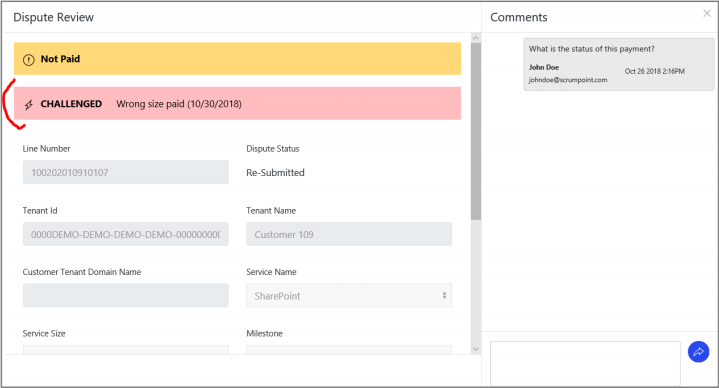 Dispute Review
Not Paid
CHALLENGED Wrong size paid (10/30/2018)
Line Number
Dispute Status
100202010910107
Re-Submitted
Tenant Id
Tenant Name
0000DEMO-DEMO-DEMO-DEMO-00000000
Customer 109
Customer Tenant Domain Name
Service Name
SharePoint
Service Size
Milestone
Comments
What is the status of this payment?
John Doe
Oct 26 2018 2:16PM
johndoe@scrumpoint.com